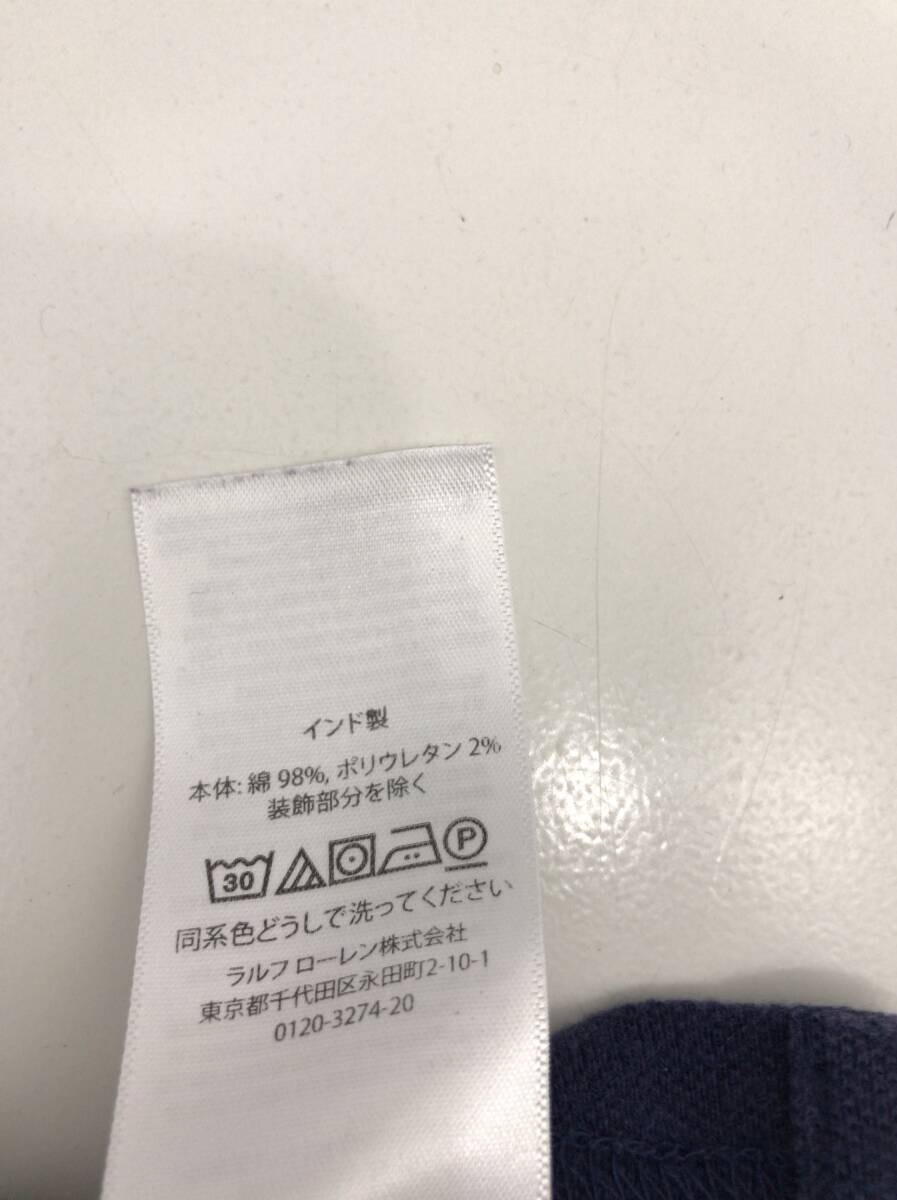 インド製
本体: 綿 98%, ポリウレタン 2%
装飾部分を除く
30 P
同系色どうしで洗ってください
ラルフ ローレン株式会社
東京都千代田区永田町2-10-1
0120-3274-20